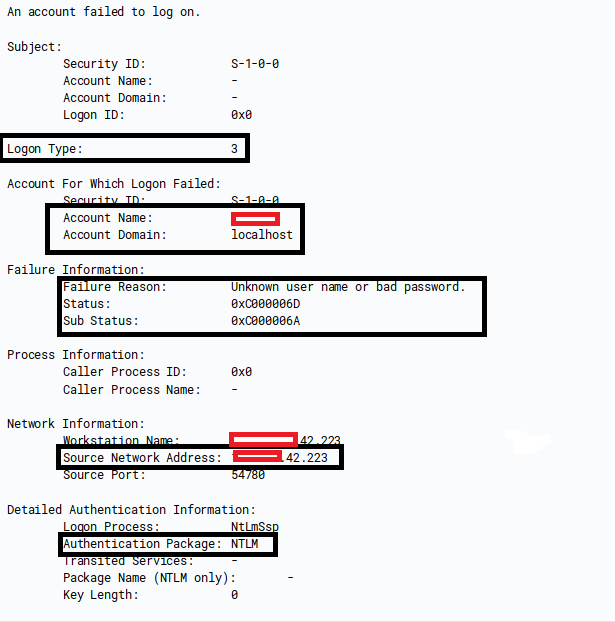 An account failed to log on.
Subject:
Security ID: S-1-0-0
Account Name: -
Account Domain: -
Logon ID: 0x0
Logon Type: 3
Account For Which Logon Failed:
Security ID: S-1-0-0
Account Name:
Account Domain: localhost
Failure Information:
Failure Reason: Unknown user name or bad password.
Status: 0xC000006D
Sub Status: 0xC000006A
Process Information:
Caller Process ID: 0x0
Caller Process Name: -
Network Information:
Workstation Name: 42.223
Source Network Address: .42.223
Source Port: 54780
Detailed Authentication Information:
Logon Process: NtLmSsp
Authentication Package: NTLM
Transited Services: -
Package Name (NTLM only): -
Key Length: 0